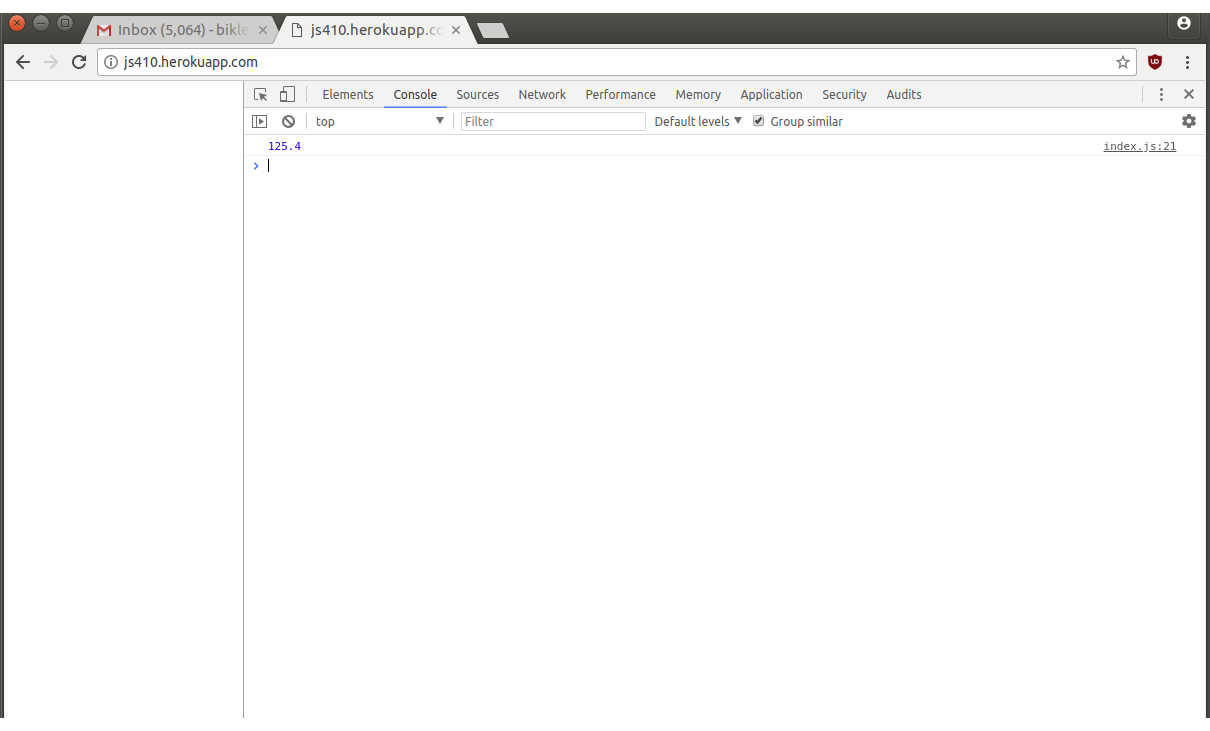 Inbox (5,064) - bikle
js410.herokuapp.co
js410.herokuapp.com
Elements Console Sources Network Performance Memory Application Security Audits
top Filter Default levels Group similar
125.4 index.js:21